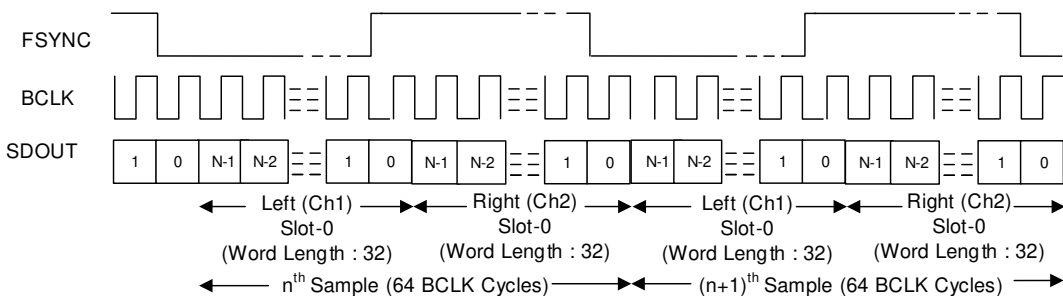 FSYNC
BCLK
SDOUT
1 0 N-1 N-2 1 0 N-1 N-2 1 0 N-1 N-2 1 0 N-1 N-2 1 0
Left (Ch1) Right (Ch2) Left (Ch1) Right (Ch2)
Slot-0 Slot-0 Slot-0 Slot-0
(Word Length : 32) (Word Length : 32) (Word Length : 32) (Word Length : 32)
nth Sample (64 BCLK Cycles) (n+1)th Sample (64 BCLK Cycles)